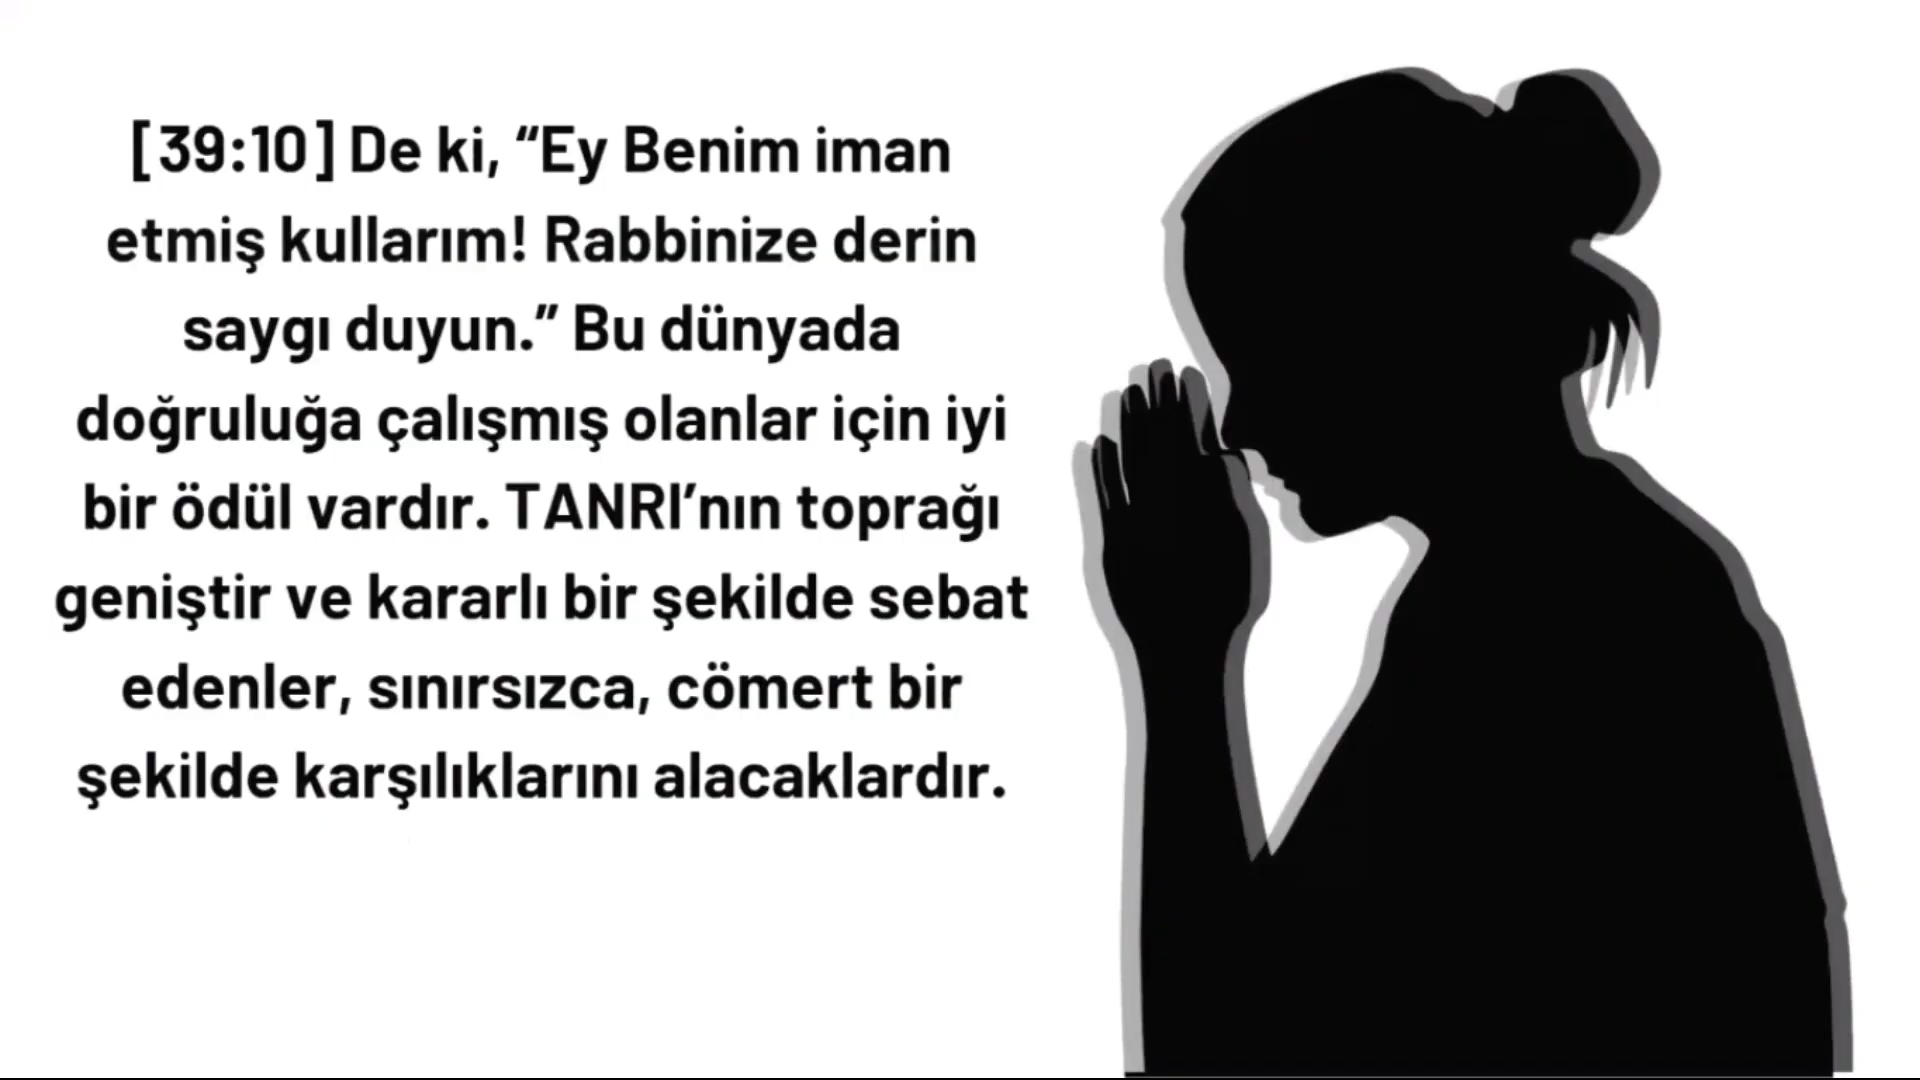 [39:10] De ki, “Ey Benim iman
etmiş kullarım! Rabbinize derin
saygı duyun.” Bu dünyada
doğruluğa çalışmış olanlar için iyi
bir ödül vardır. TANRI’nın toprağı
geniştir ve kararlı bir şekilde sebat
edenler, sınırsızca, cömert bir
şekilde karşılıklarını alacaklardır.